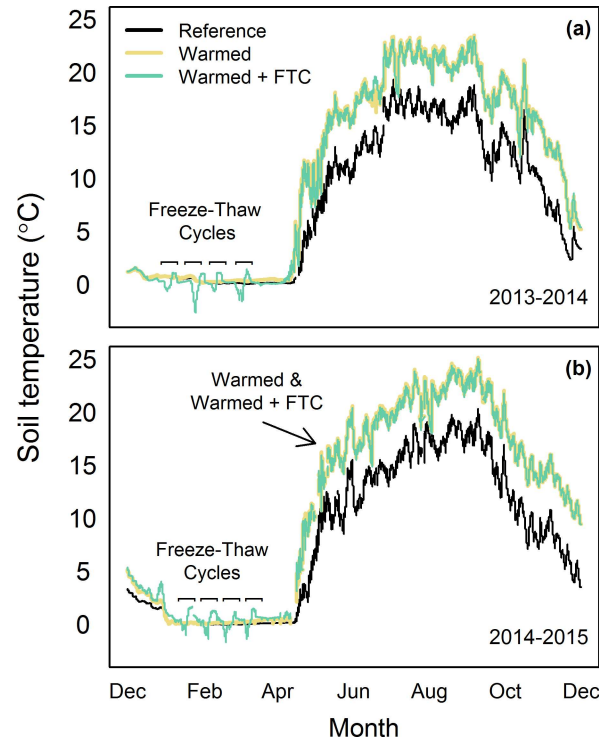 Soil temperature (°C)
25
20
15
10
5
0
Reference
Warmed
Warmed + FTC
(a)
Freeze-Thaw
Cycles
2013-2014
25
20
15
10
5
0
(b)
Warmed &
Warmed + FTC
Freeze-Thaw
Cycles
2014-2015
Dec Feb Apr Jun Aug Oct Dec
Month